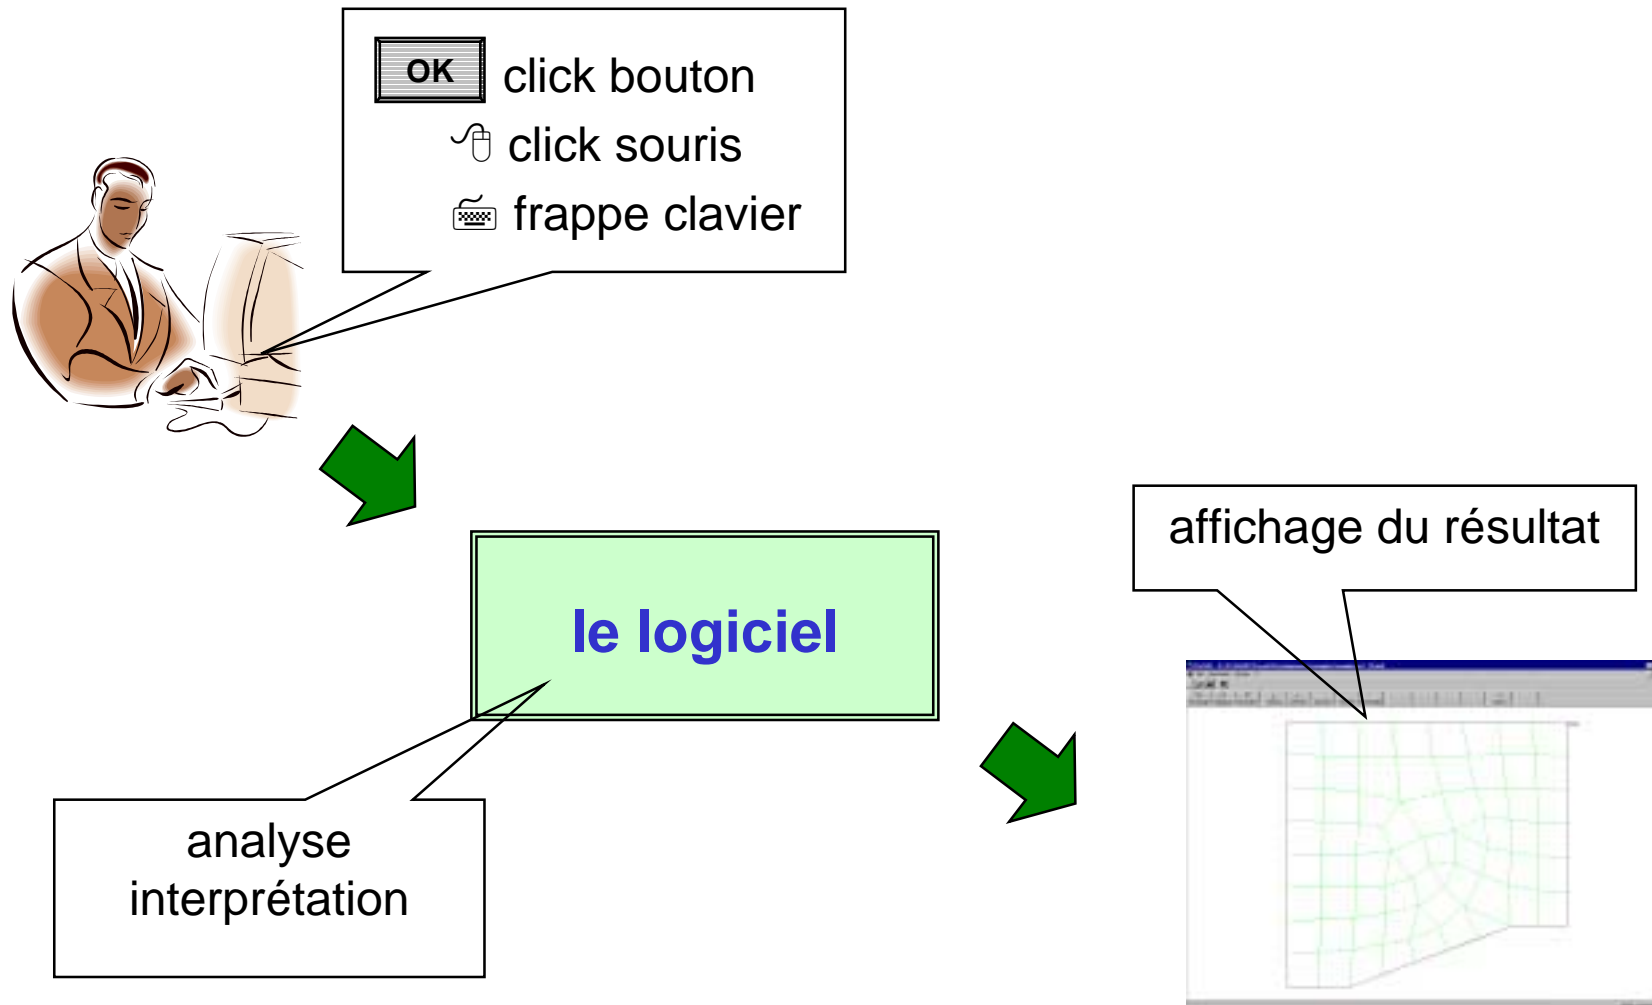 OK click bouton
click souris
frappe clavier
le logiciel
affichage du résultat
analyse
interprétation